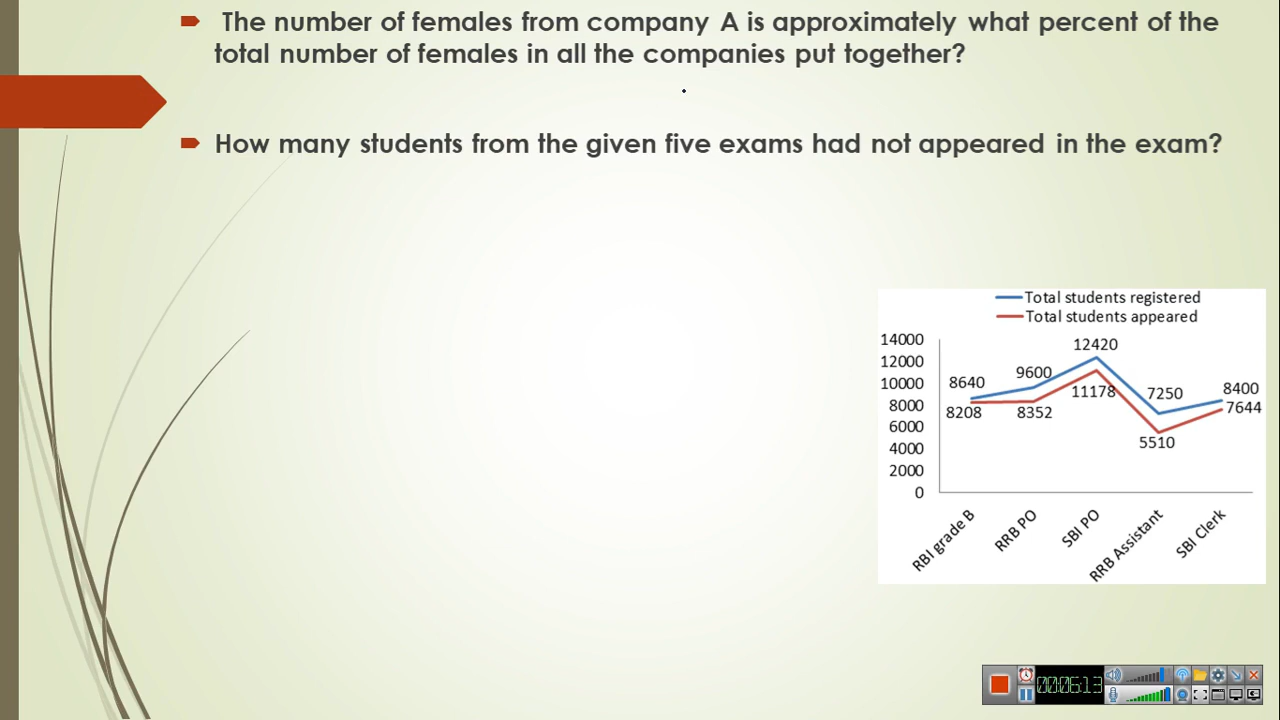 The number of females from company A is approximately what percent of the
total number of females in all the companies put together?
How many students from the given five exams had not appeared in the exam?
Total students registered
Total students appeared
14000
12000
10000
8000
6000
4000
2000
0
8640
9600
12420
7250
8400
8208
8352
11178
5510
7644
RBI grade B
RRB PO
SBI PO
RRB Assistant
SBI Clerk
00:06:13